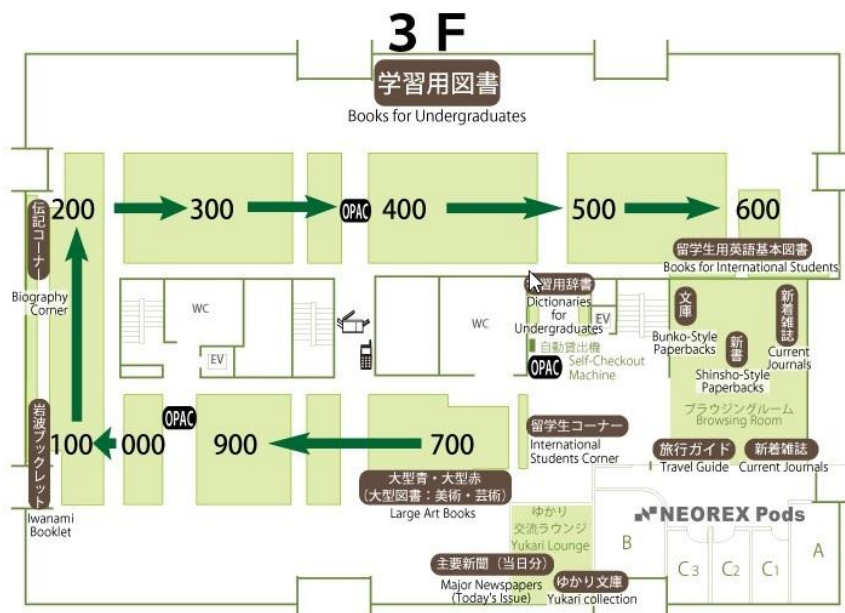 3 F
学習用図書
Books for Undergraduates
200
300
OPAC
400
500
600
伝記コーナー
Biography
Corner
留学生用英語基本図書
Books for International Students
WC
EV
WC
学習用辞書
Dictionaries
for
Undergraduates
EV
自動貸出機
Self-Checkout
Machine
OPAC
文庫
Bunko-Style
Paperbacks
新書
Shinsho-Style
Paperbacks
新着雑誌
Current
Journals
ブラウジングルーム
Browsing Room
岩波ブックレット
Iwanami
Booklet
100
000
OPAC
900
700
大型青・大型赤
(大型図書：美術・芸術)
Large Art Books
留学生コーナー
International
Students Corner
旅行ガイド
Travel Guide
新着雑誌
Current Journals
ゆかり
交流ラウンジ
Yukari Lounge
主要新聞（当日分）
Major Newspapers
(Today's Issue)
ゆかり文庫
Yukari collection
NEOREX Pods
B
C3
C2
C1
A